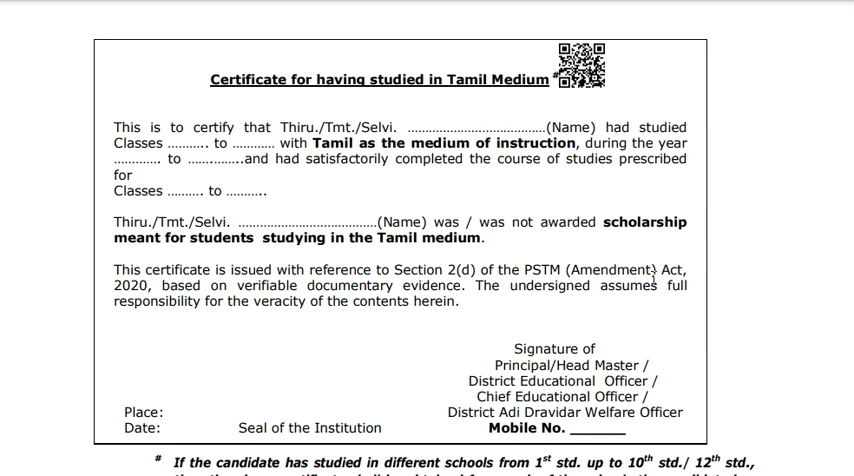 Certificate for having studied in Tamil Medium #
This is to certify that Thiru./Tmt./Selvi. ......................................(Name) had studied
Classes .......... to ............ with Tamil as the medium of instruction, during the year
............. to ................and had satisfactorily completed the course of studies prescribed
for
Classes .......... to ...........
Thiru./Tmt./Selvi. ......................................(Name) was / was not awarded scholarship
meant for students studying in the Tamil medium.
This certificate is issued with reference to Section 2(d) of the PSTM (Amendment) Act,
2020, based on verifiable documentary evidence. The undersigned assumes full
responsibility for the veracity of the contents herein.
Signature of
Principal/Head Master /
District Educational Officer /
Chief Educational Officer /
Place: District Adi Dravidar Welfare Officer
Date: Seal of the Institution Mobile No. _______
# If the candidate has studied in different schools from 1st std. up to 10th std./ 12th std.,